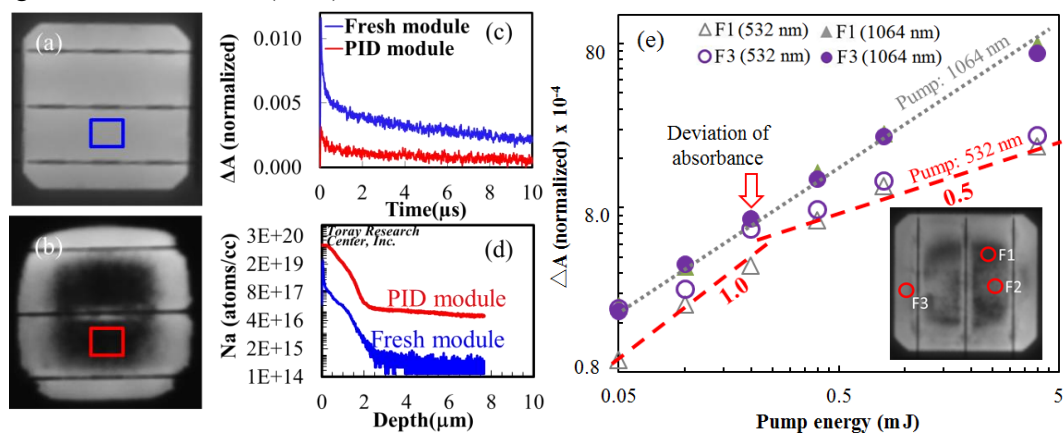 (a)
(b)
ΔA (normalized)
0.010
0.005
0.000
Fresh module (c)
PID module
0 2 4 6 8 10
Time(μs)
Na (atoms/cc)
3E+20
2E+19
8E+17
4E+16
2E+15
1E+14
Toray Research
Center, Inc.
(d)
PID module
Fresh module
0 2 4 6 8 10
Depth(μm)
(e)
△A (normalized) x 10⁻⁴
80
8.0
0.8
F1 (532 nm) F1 (1064 nm)
F3 (532 nm) F3 (1064 nm)
Pump: 1064 nm
Deviation of
absorbance
Pump: 532 nm
0.5
1.0
F1
F2
F3
0.05 0.5 5
Pump energy (mJ)